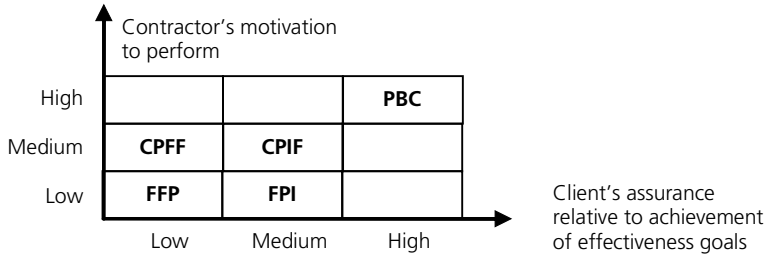 Contractor’s motivation
to perform
High
PBC
Medium
CPFF
CPIF
Low
FFP
FPI
Client’s assurance
relative to achievement
of effectiveness goals
Low
Medium
High